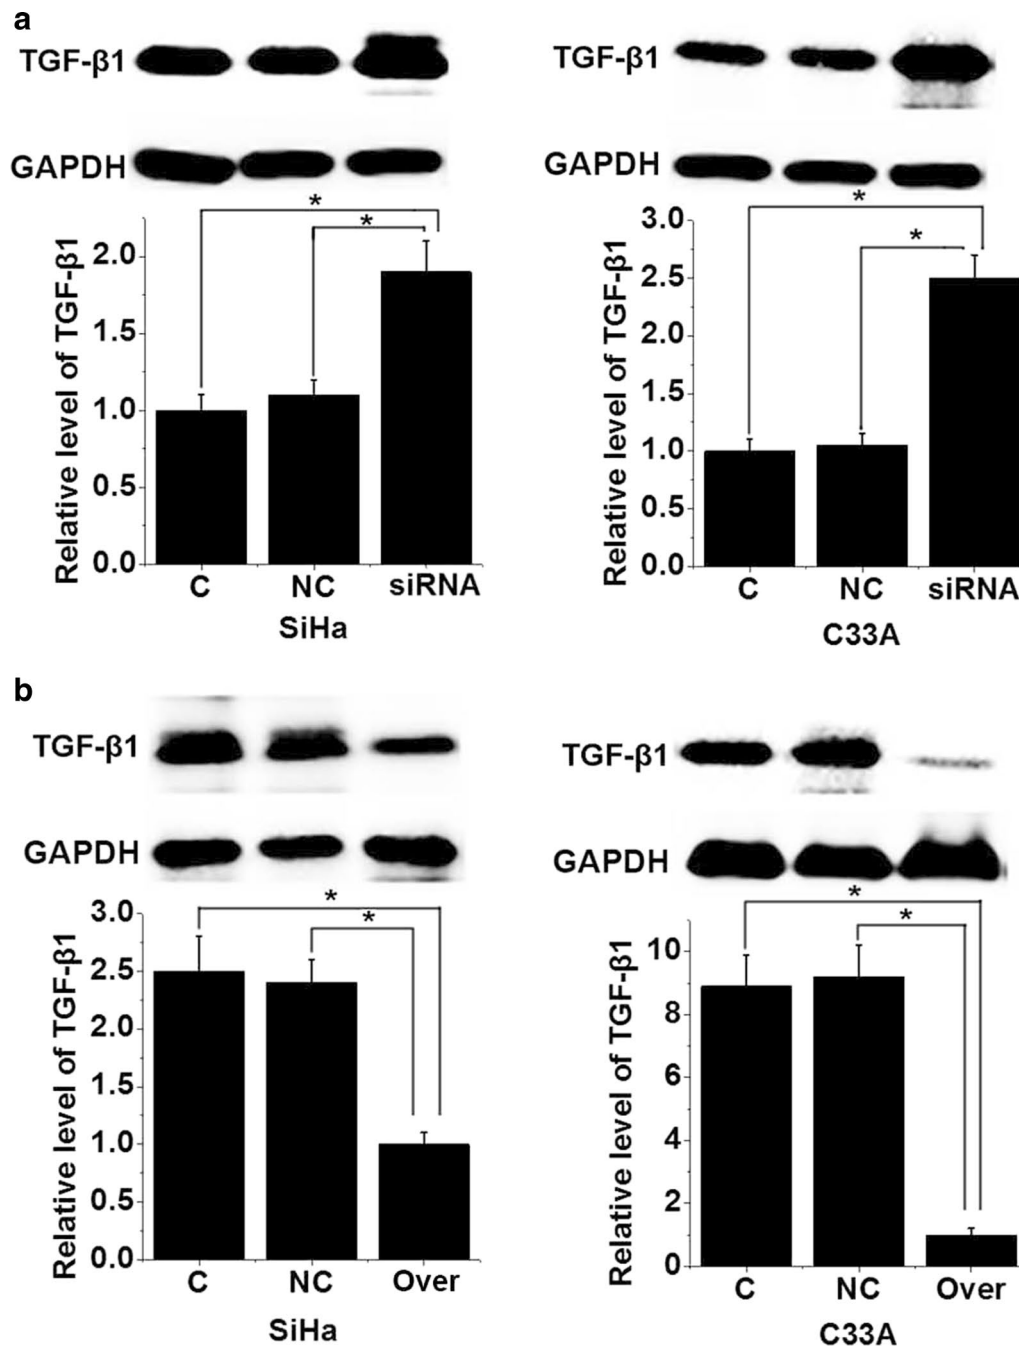 a
TGF-β1
GAPDH
* *
Relative level of TGF-β1
2.0
1.5
1.0
0.5
0.0
C NC siRNA
SiHa
TGF-β1
GAPDH
*
*
Relative level of TGF-β1
3.0
2.5
2.0
1.5
1.0
0.5
0.0
C NC siRNA
C33A
b
TGF-β1
GAPDH
*
*
Relative level of TGF-β1
3.0
2.5
2.0
1.5
1.0
0.5
0.0
C NC Over
SiHa
TGF-β1
GAPDH
*
*
Relative level of TGF-β1
10
8
6
4
2
0
C NC Over
C33A